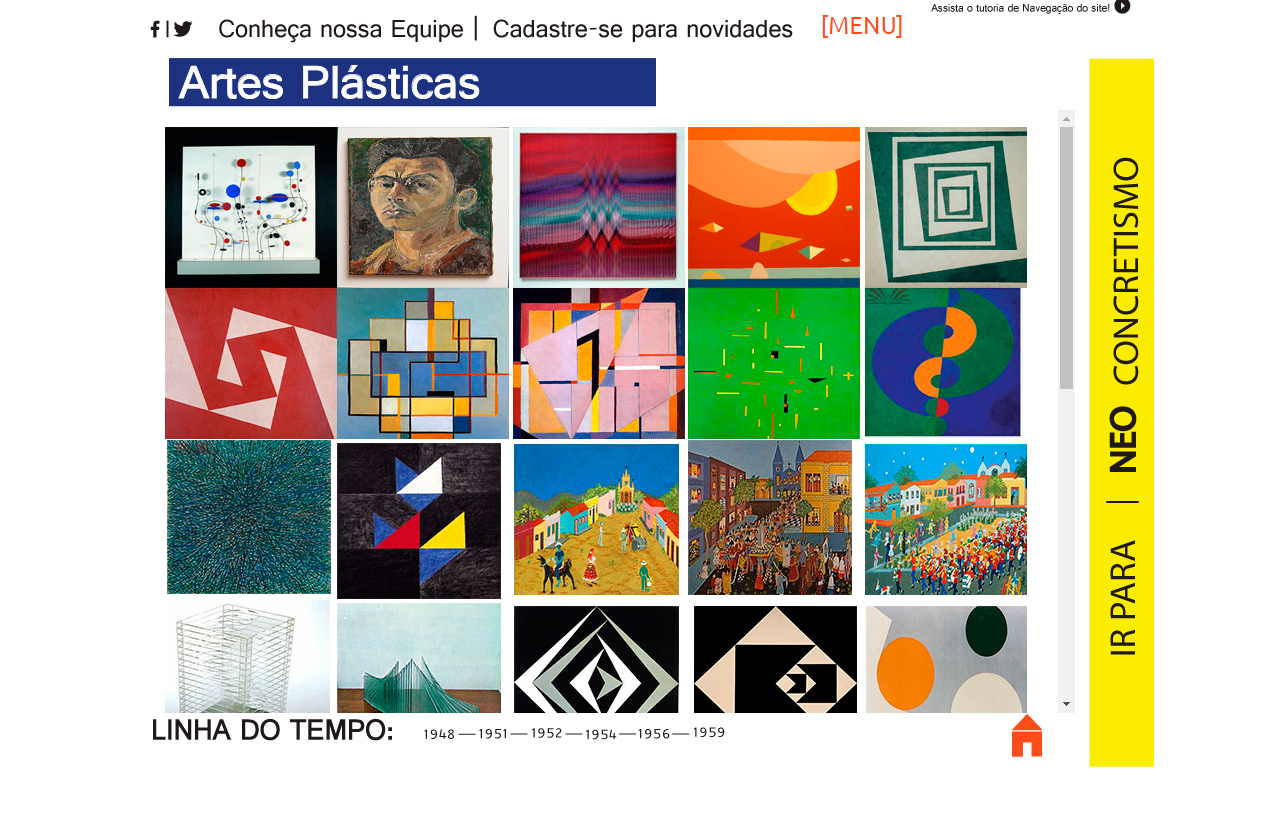 Assista o tutoria de Navegação do site!
f | Conheça nossa Equipe | Cadastre-se para novidades [MENU]
Artes Plásticas
IR PARA | NEO CONCRETISMO
LINHA DO TEMPO: 1948 — 1951 — 1952 — 1954 — 1956 — 1959